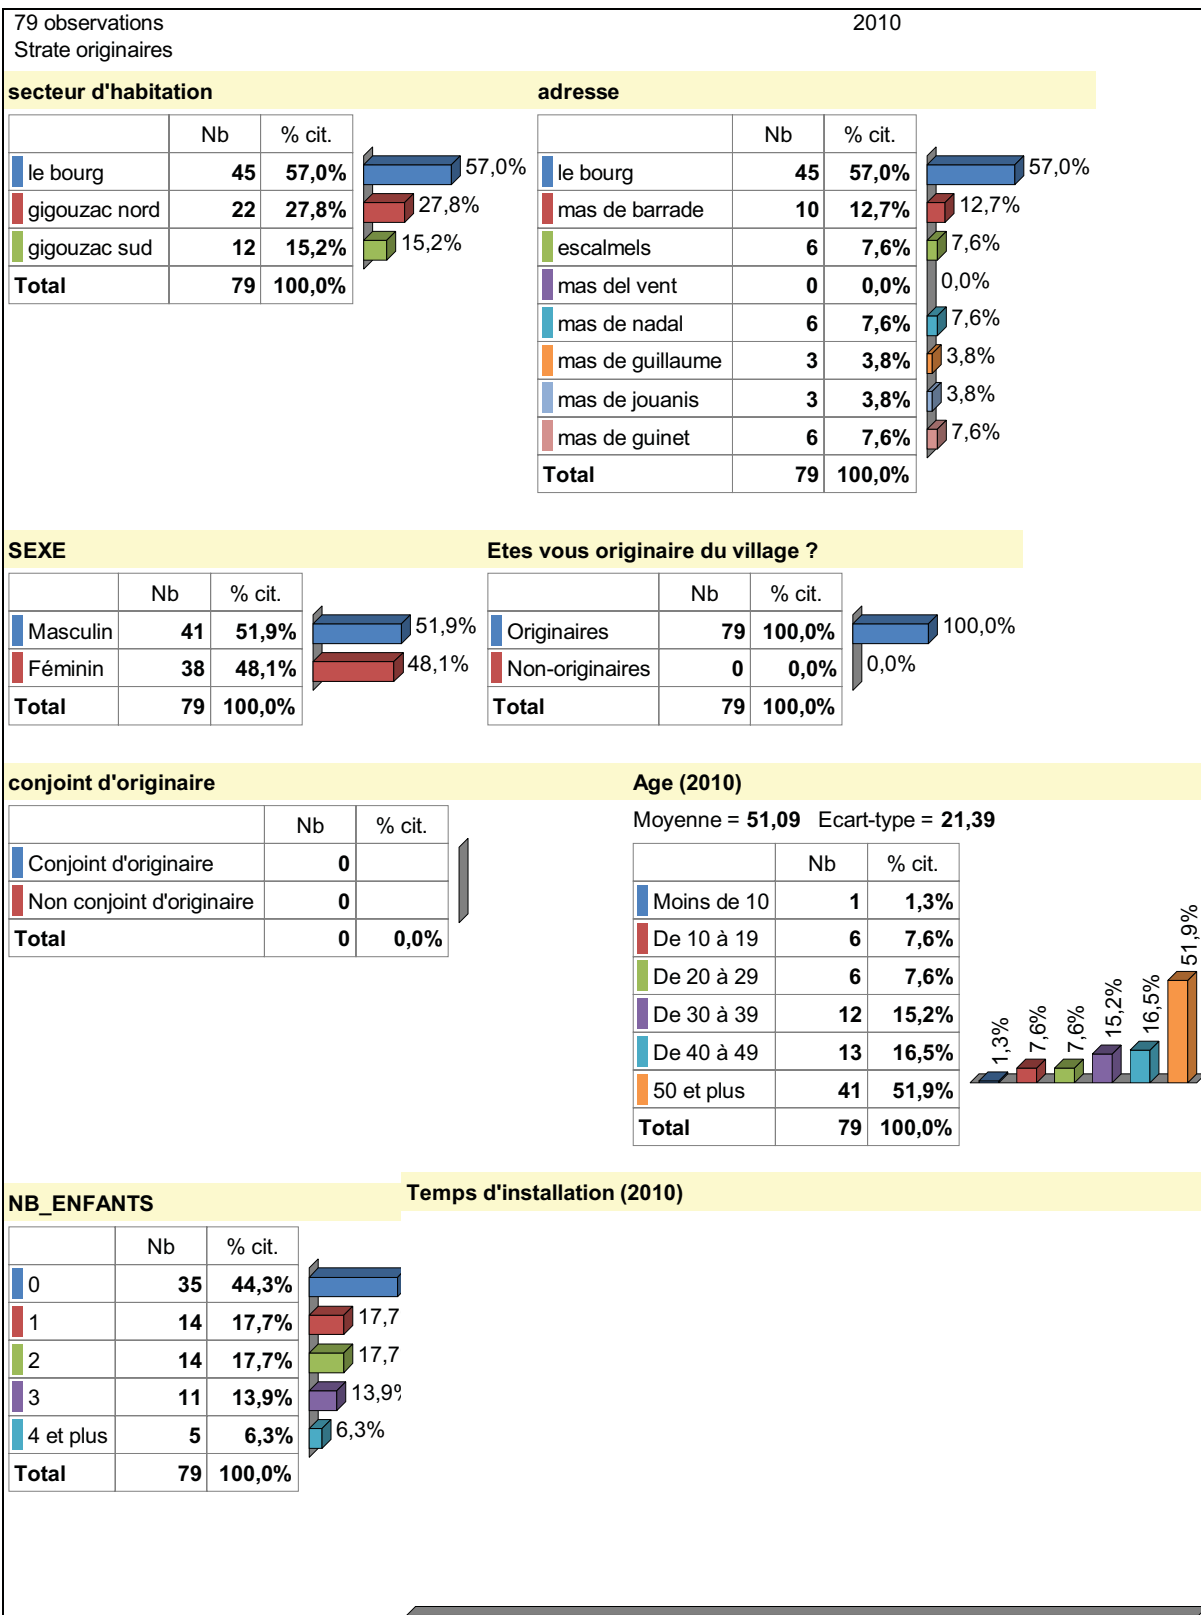 79 observations 2010
Strate originaires
secteur d'habitation
Nb % cit.
le bourg 45 57,0% 57,0%
gigouzac nord 22 27,8% 27,8%
gigouzac sud 12 15,2% 15,2%
Total 79 100,0%
adresse
Nb % cit.
le bourg 45 57,0% 57,0%
mas de barrade 10 12,7% 12,7%
escalmels 6 7,6% 7,6%
mas del vent 0 0,0% 0,0%
mas de nadal 6 7,6% 7,6%
mas de guillaume 3 3,8% 3,8%
mas de jouanis 3 3,8% 3,8%
mas de guinet 6 7,6% 7,6%
Total 79 100,0%
SEXE
Nb % cit.
Masculin 41 51,9% 51,9%
Féminin 38 48,1% 48,1%
Total 79 100,0%
Etes vous originaire du village ?
Nb % cit.
Originaires 79 100,0% 100,0%
Non-originaires 0 0,0% 0,0%
Total 79 100,0%
conjoint d'originaire
Nb % cit.
Conjoint d'originaire 0
Non conjoint d'originaire 0
Total 0 0,0%
Age (2010)
Moyenne = 51,09 Ecart-type = 21,39
Nb % cit.
Moins de 10 1 1,3%
De 10 à 19 6 7,6%
De 20 à 29 6 7,6%
De 30 à 39 12 15,2%
De 40 à 49 13 16,5%
50 et plus 41 51,9%
Total 79 100,0%
1,3% 7,6% 7,6% 15,2% 16,5% 51,9%
NB_ENFANTS
Nb % cit.
0 35 44,3%
1 14 17,7% 17,7
2 14 17,7% 17,7
3 11 13,9% 13,9%
4 et plus 5 6,3% 6,3%
Total 79 100,0%
Temps d'installation (2010)